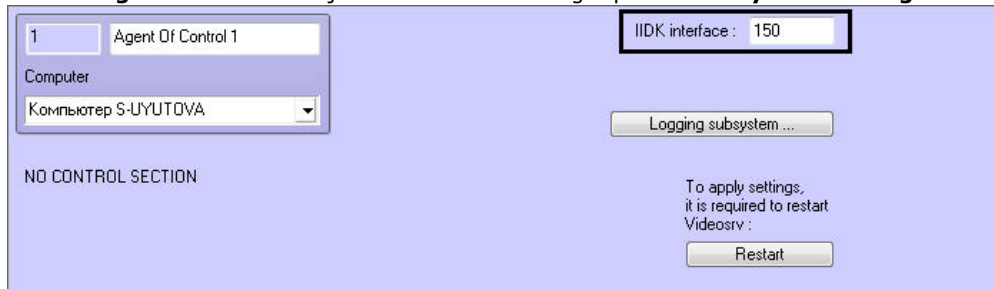 1
Agent Of Control 1
Computer
Компьютер S-UYUTOVA
NO CONTROL SECTION
IIDK interface :
150
Logging subsystem ...
To apply settings,
it is required to restart
Videosrv :
Restart